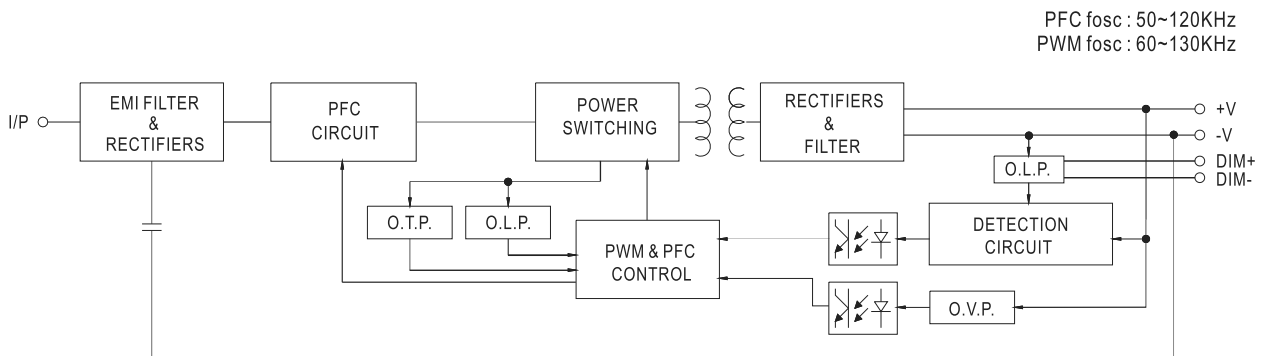 PFC fosc : 50~120KHz
PWM fosc : 60~130KHz
I/P
EMI FILTER
&
RECTIFIERS
PFC
CIRCUIT
POWER
SWITCHING
RECTIFIERS
&
FILTER
+V
-V
DIM+
DIM-
O.L.P.
O.T.P.
O.L.P.
PWM & PFC
CONTROL
DETECTION
CIRCUIT
O.V.P.